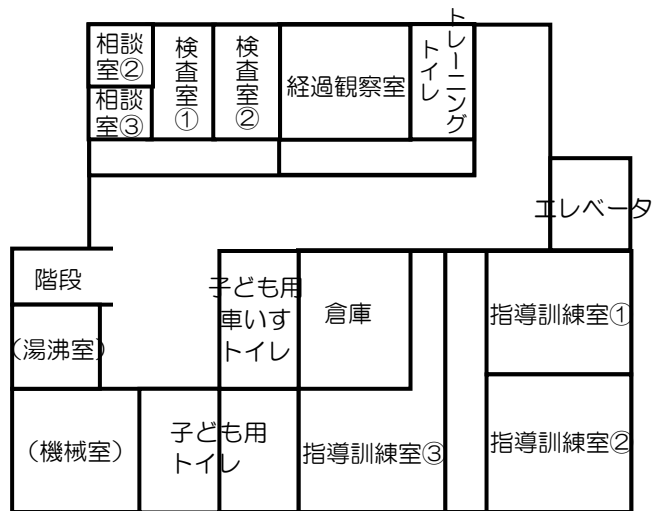 相談
室②
相談
室③
検査室①
検査室②
経過観察室
トレーニング
トイレ
エレベータ
階段
（湯沸室）
子ども用
車いす
トイレ
倉庫
指導訓練室①
（機械室）
子ども用
トイレ
指導訓練室③
指導訓練室②